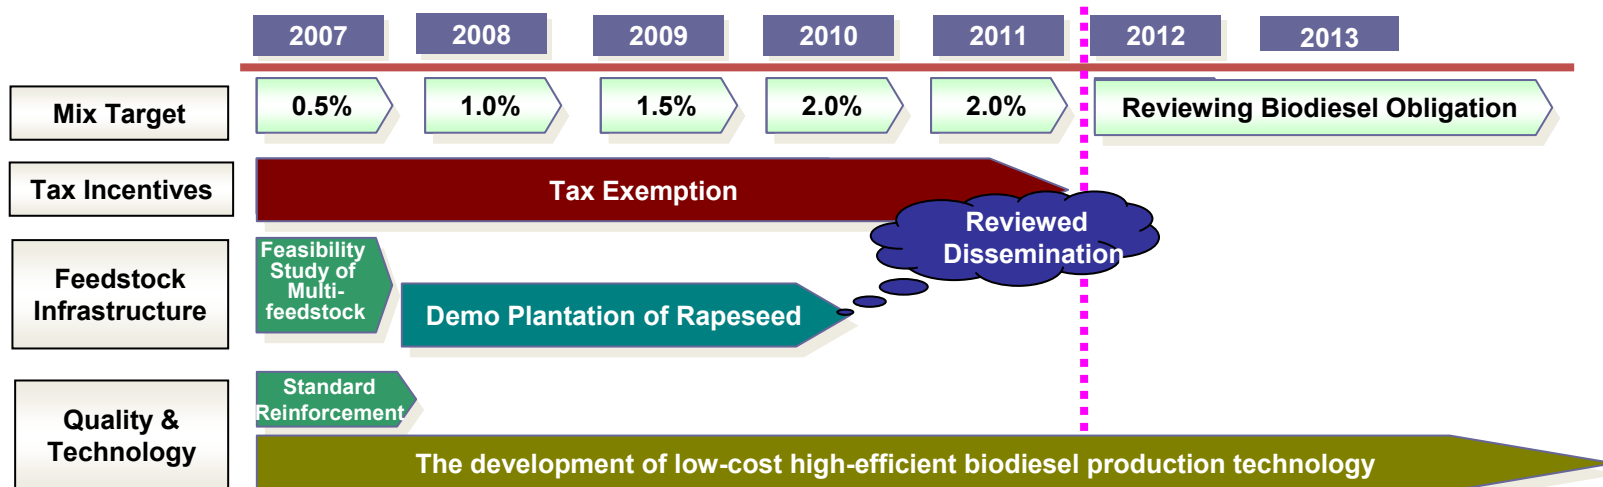 2007 2008 2009 2010 2011 2012 2013
Mix Target 0.5% 1.0% 1.5% 2.0% 2.0% Reviewing Biodiesel Obligation
Tax Incentives Tax Exemption
Reviewed
Dissemination
Feedstock
Infrastructure
Feasibility
Study of
Multi-
feedstock
Demo Plantation of Rapeseed
Quality &
Technology
Standard
Reinforcement
The development of low-cost high-efficient biodiesel production technology